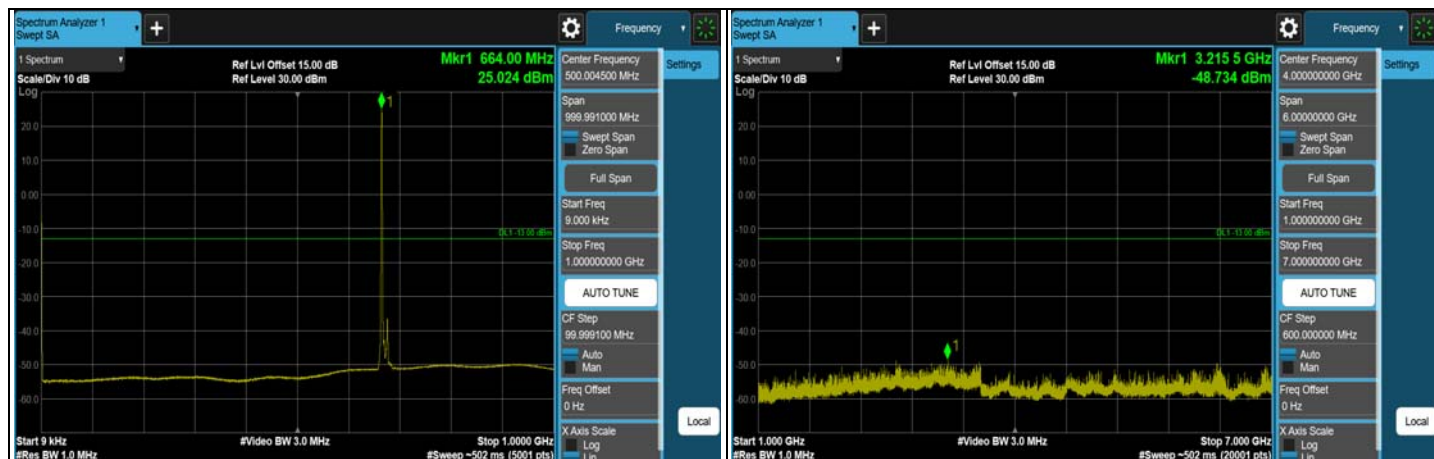 Spectrum Analyzer 1
Swept SA
+
Frequency
1 Spectrum
Scale/Div 10 dB
Ref Lvl Offset 15.00 dB
Ref Level 30.00 dBm
Mkr1 664.00 MHz
25.024 dBm
Log
1
20.0
10.0
0.00
-10.0
DL1 -13.00 dBm
-20.0
-30.0
-40.0
-50.0
-60.0
Start 9 kHz
#Video BW 3.0 MHz
Stop 1.0000 GHz
#Res BW 1.0 MHz
#Sweep ~502 ms (5001 pts)
Center Frequency
500.004500 MHz
Settings
Span
999.991000 MHz
Swept Span
Zero Span
Full Span
Start Freq
9.000 kHz
Stop Freq
1.000000000 GHz
AUTO TUNE
CF Step
99.999100 MHz
Auto
Man
Freq Offset
0 Hz
X Axis Scale
Log
Lin
Local
Spectrum Analyzer 1
Swept SA
+
Frequency
1 Spectrum
Scale/Div 10 dB
Ref Lvl Offset 15.00 dB
Ref Level 30.00 dBm
Mkr1 3.215 5 GHz
-48.734 dBm
Log
20.0
10.0
0.00
-10.0
DL1 -13.00 dBm
-20.0
-30.0
-40.0
1
-50.0
-60.0
Start 1.000 GHz
#Video BW 3.0 MHz
Stop 7.000 GHz
#Res BW 1.0 MHz
#Sweep ~502 ms (20001 pts)
Center Frequency
4.000000000 GHz
Settings
Span
6.00000000 GHz
Swept Span
Zero Span
Full Span
Start Freq
1.000000000 GHz
Stop Freq
7.000000000 GHz
AUTO TUNE
CF Step
600.000000 MHz
Auto
Man
Freq Offset
0 Hz
X Axis Scale
Log
Lin
Local